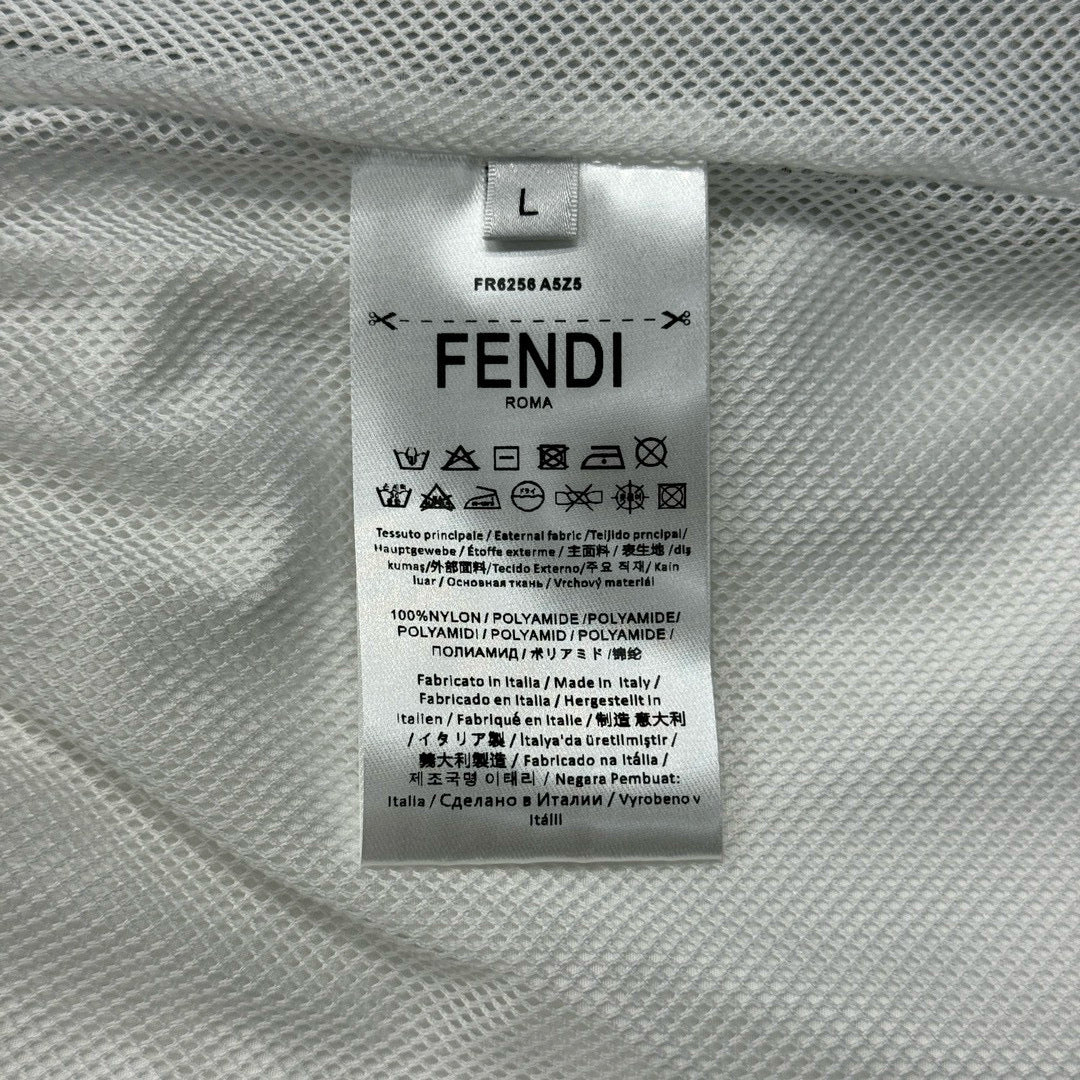 L
FR6256 A5Z5
FENDI
ROMA
Tessuto principale / Eaternal fabric /Teijldo prncipal/
Hauptgewebe / Étoffe exterme / 主面料 / 表生地 /diş
kumaş/外部面料/Tecido Externo/주요 직재/ Kain
luar / Основная ткань / Vrchový materiál
100%NYLON / POLYAMIDE /POLYAMIDE/
POLYAMIDI / POLYAMID / POLYAMIDE /
ПОЛИАМИД / ポリアミド /锦纶
Fabricato in Italia / Made in Italy /
Fabricado en Italia / Hergestellt in
Italien / Fabriqué en Italie / 制造 意大利
/ イタリア製 / İtalya'da üretilmiştir /
義大利製造 / Fabricado na Itália /
제조국명 이태리 / Negara Pembuat:
Italia / Сделано в Италии / Vyrobeno v
Itálii